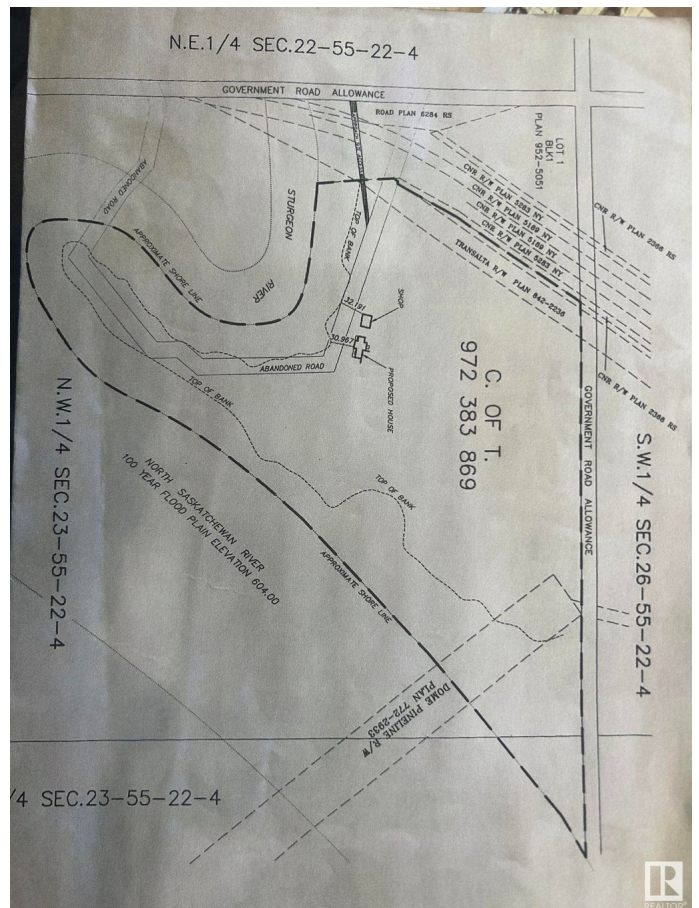 N.E.1/4 SEC.22-55-22-4
GOVERNMENT ROAD ALLOWANCE
ROAD PLAN 6284 RS
LOT 1
BLK1
PLAN 952-5051
CNR R/W PLAN 5283 NY
CNR R/W PLAN 5189 NY
CNR R/W PLAN 5189 NY
CNR R/W PLAN 5283 NY
TRANSALTA R/W PLAN 842-2236
CNR R/W PLAN 2366 RS
CNR R/W PLAN 2366 RS
ABANDONED ROAD
STURGEON
RIVER
APPROXIMATE SHORE LINE
TOP OF BANK
32.191
SHOP
30.967
PROPOSED HOUSE
ABANDONED ROAD
TOP OF BANK
C. OF T.
972 383 869
GOVERNMENT ROAD ALLOWANCE
S.W.1/4 SEC.26-55-22-4
N.W.1/4 SEC.23-55-22-4
NORTH SASKATCHEWAN RIVER
100 YEAR FLOOD PLAIN ELEVATION 604.00
TOP OF BANK
APPROXIMATE SHORE LINE
DOME PIPELINE R/W
PLAN 772-2933
/4 SEC.23-55-22-4
R
REALTOR®